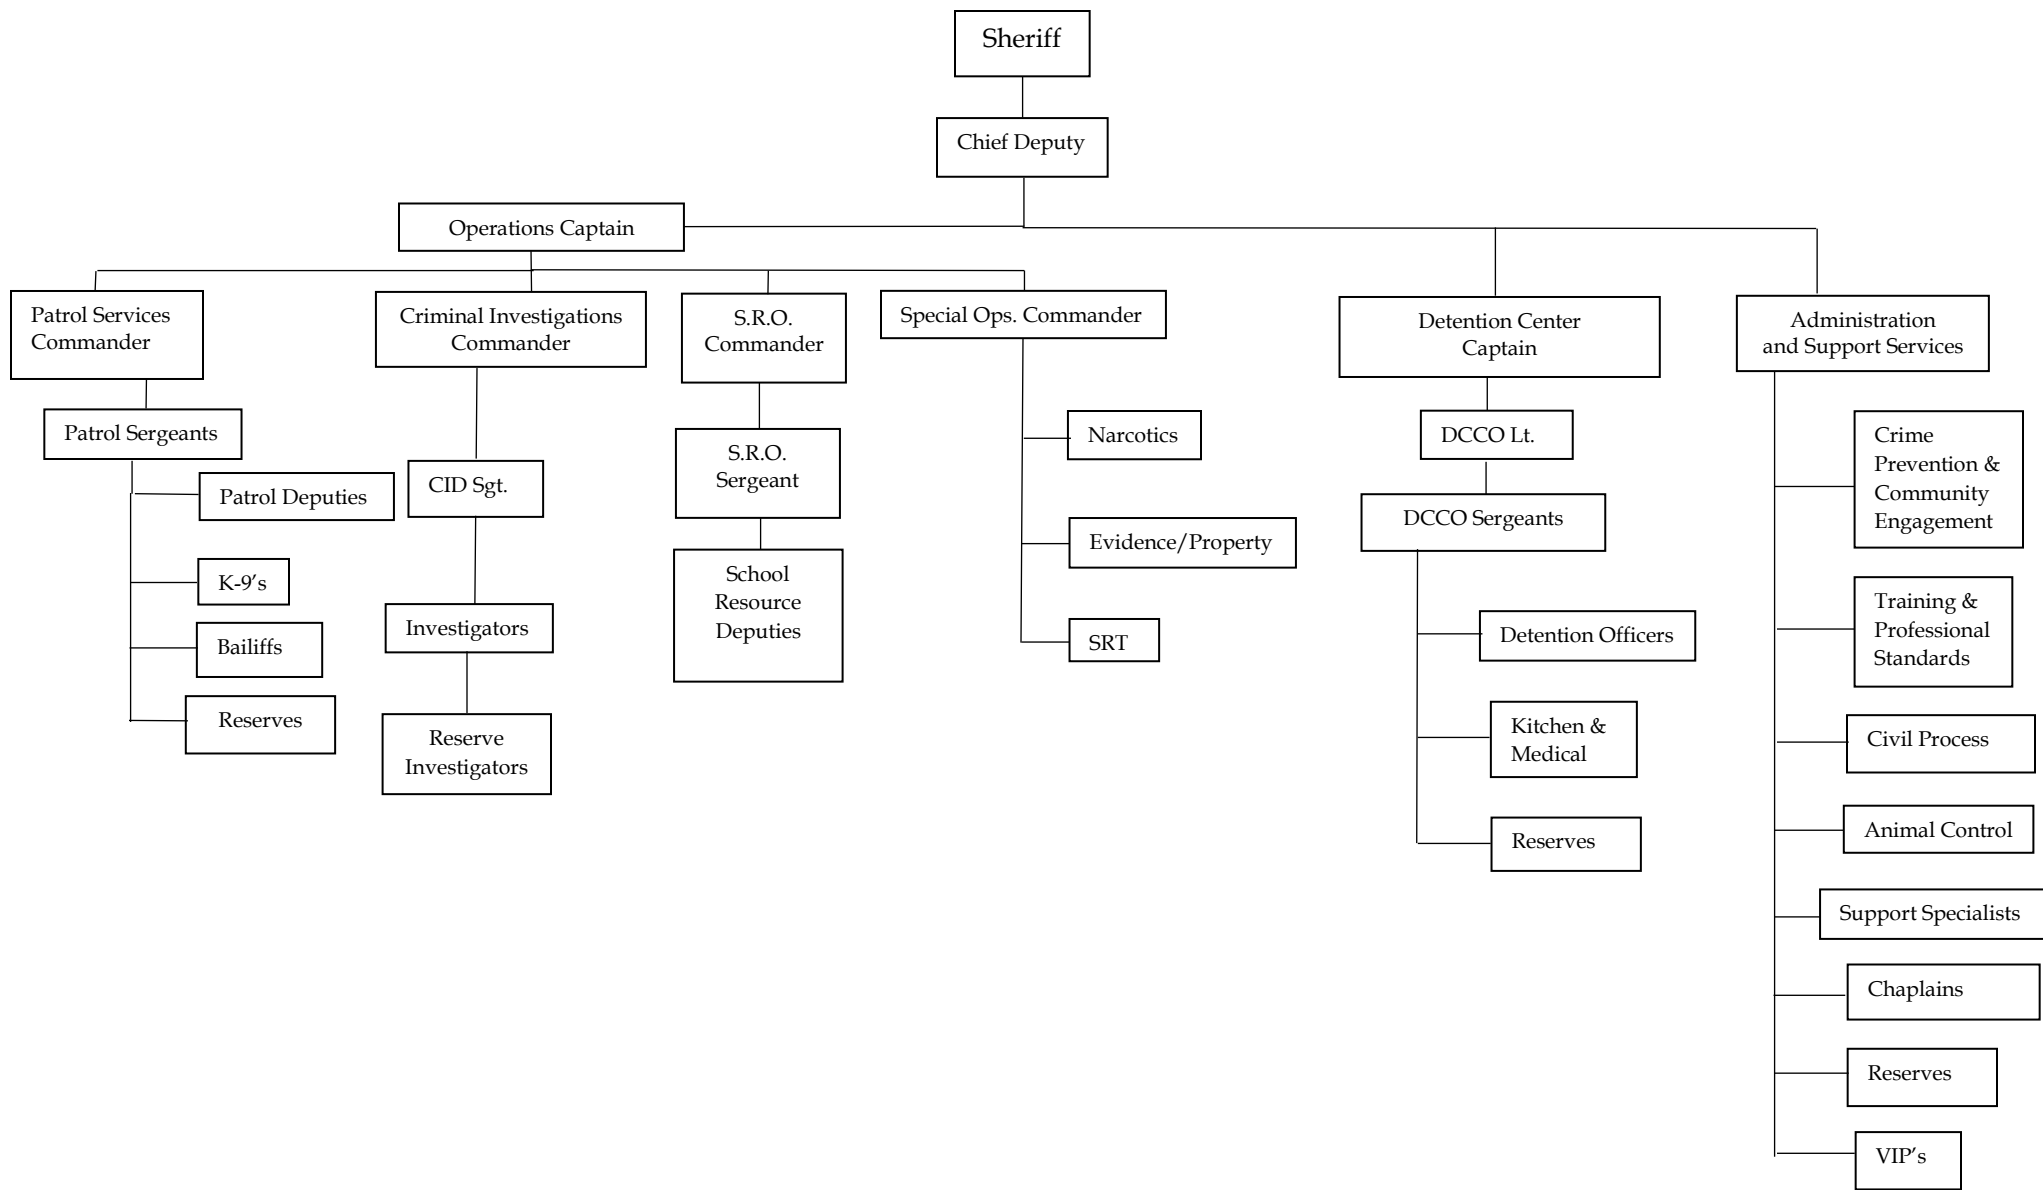 Sheriff
Chief Deputy
Operations Captain
Patrol Services
Commander
Criminal Investigations
Commander
S.R.O.
Commander
Special Ops. Commander
Detention Center
Captain
Administration
and Support Services
Patrol Sergeants
Patrol Deputies
K-9’s
Bailiffs
Reserves
CID Sgt.
Investigators
Reserve
Investigators
S.R.O.
Sergeant
School
Resource
Deputies
Narcotics
Evidence/Property
SRT
DCCO Lt.
DCCO Sergeants
Detention Officers
Kitchen &
Medical
Reserves
Crime
Prevention &
Community
Engagement
Training &
Professional
Standards
Civil Process
Animal Control
Support Specialists
Chaplains
Reserves
VIP’s